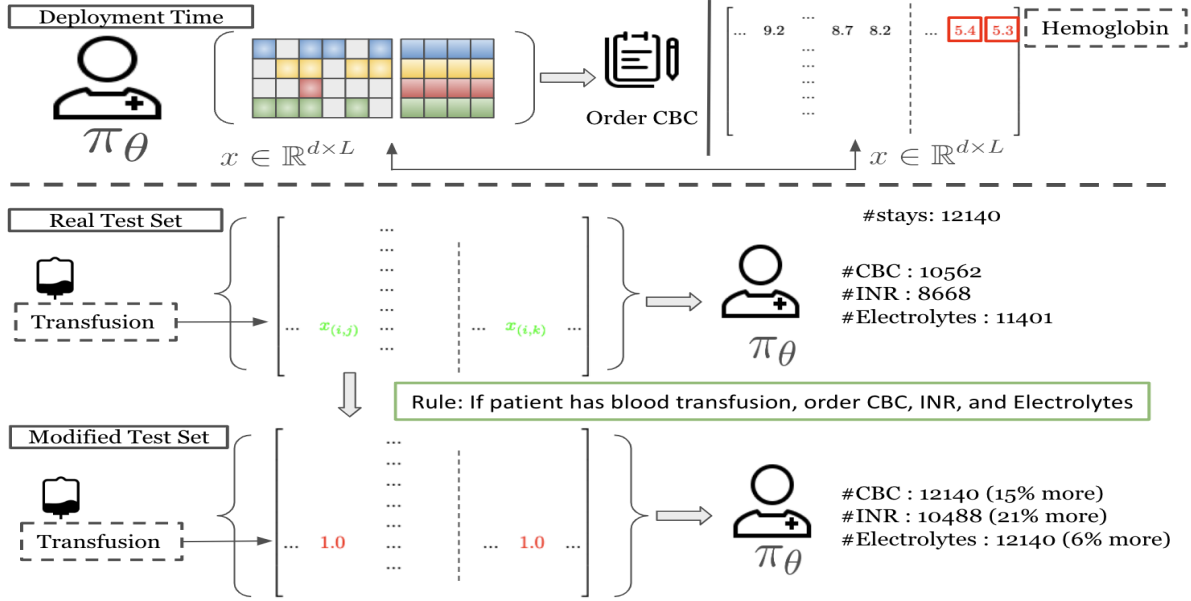 Deployment Time
π_θ
x ∈ ℝ^{d×L}
Order CBC
...
... 9.2 8.7 8.2 ... 5.4 5.3
...
...
...
...
Hemoglobin
x ∈ ℝ^{d×L}
Real Test Set
Transfusion
...
...
...
...
...
... x_{(i,j)} ... x_{(i,k)} ...
...
#stays: 12140
#CBC : 10562
#INR : 8668
#Electrolytes : 11401
π_θ
Rule: If patient has blood transfusion, order CBC, INR, and Electrolytes
Modified Test Set
Transfusion
...
...
...
...
...
... 1.0 ... 1.0 ...
...
#CBC : 12140 (15% more)
#INR : 10488 (21% more)
#Electrolytes : 12140 (6% more)
π_θ